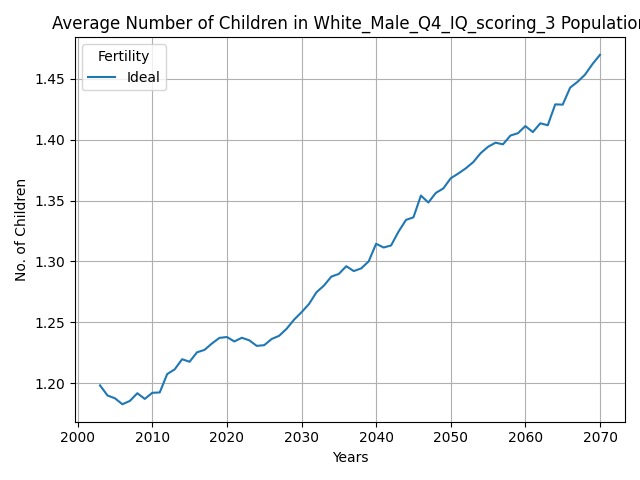 Average Number of Children in White_Male_Q4_IQ_scoring_3 Population
Fertility
Ideal
No. of Children
1.45
1.40
1.35
1.30
1.25
1.20
2000 2010 2020 2030 2040 2050 2060 2070
Years